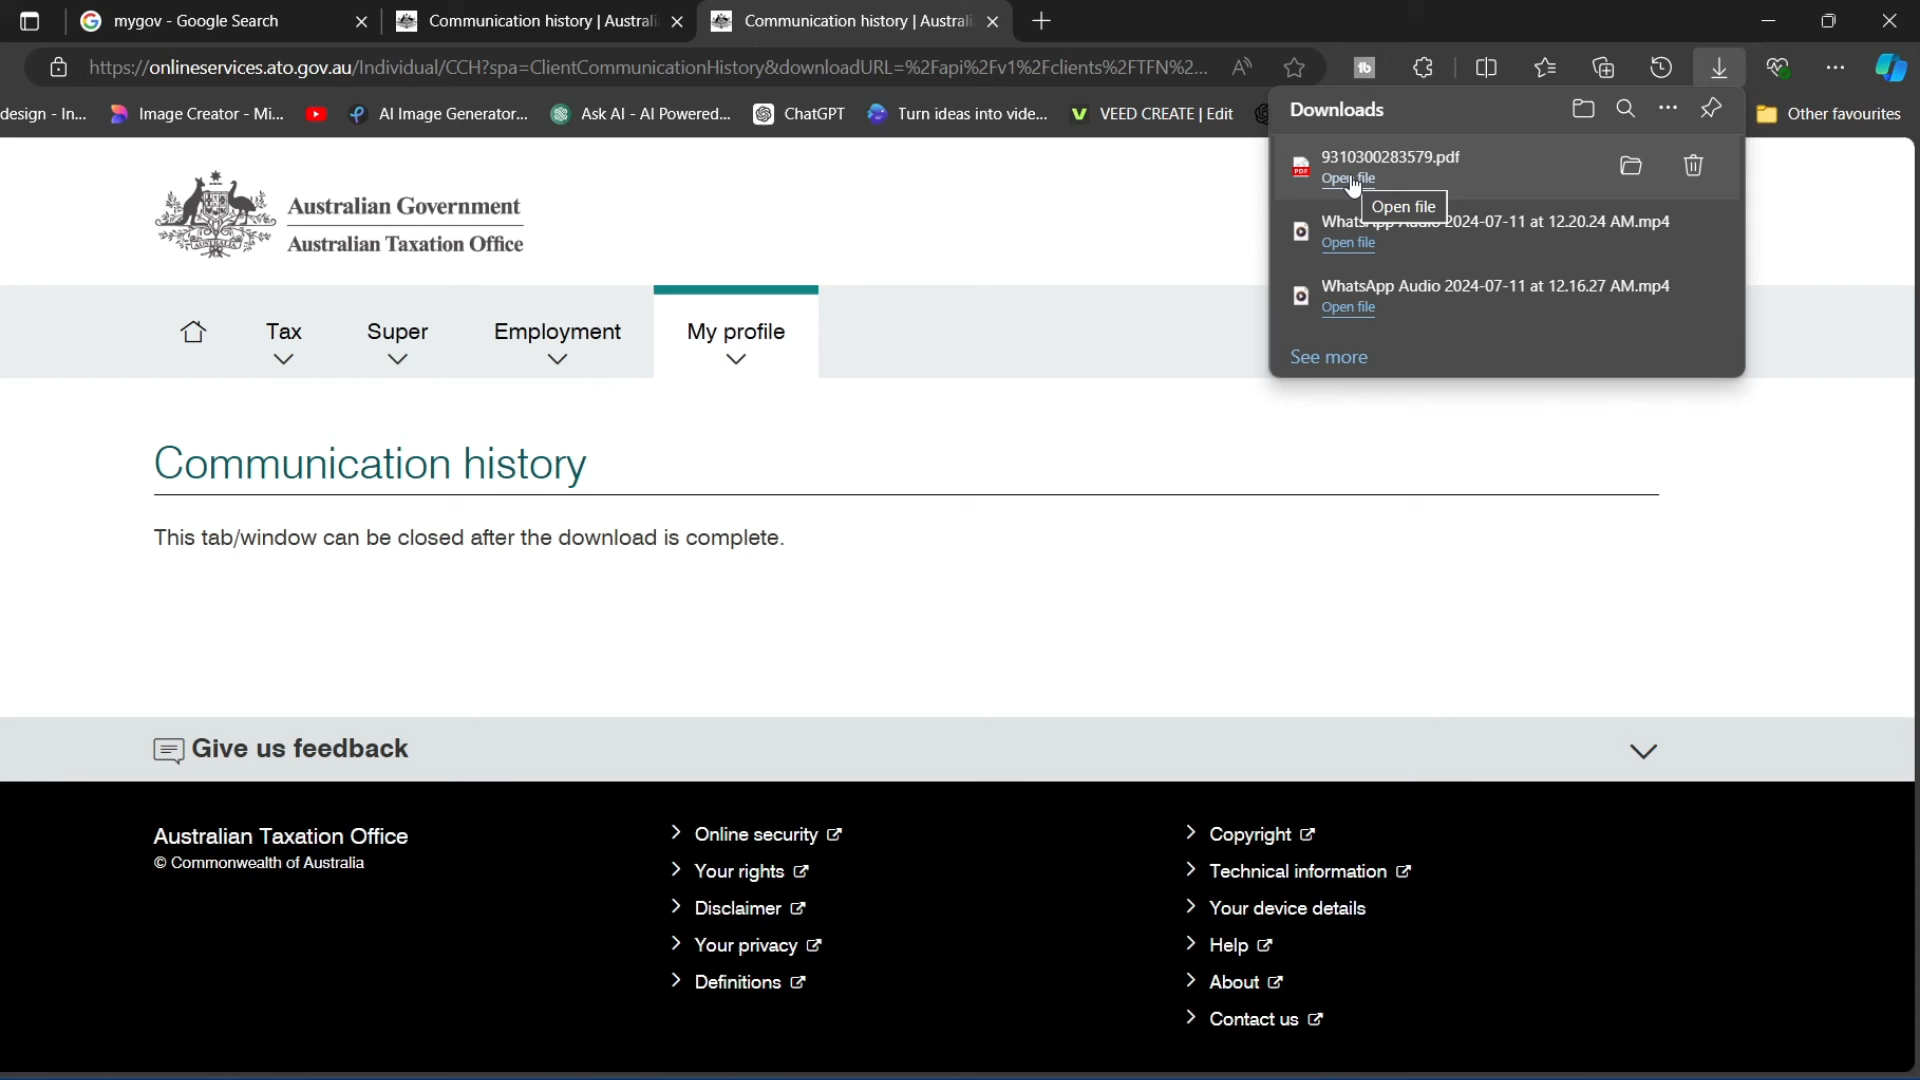 mygov - Google Search
Communication history | Australi
Communication history | Australi
https://onlineservices.ato.gov.au/Individual/CCH?spa=ClientCommunicationHistory&downloadURL=%2Fapi%2Fv1%2Fclients%2FTFN%2...
design - In...
Image Creator - Mi...
AI Image Generator...
Ask AI - AI Powered...
ChatGPT
Turn ideas into vide...
VEED CREATE | Edit
Other favourites
Downloads
9310300283579.pdf
Open file
Open file
2024-07-11 at 12.20.24 AM.mp4
Open file
WhatsApp Audio 2024-07-11 at 12.16.27 AM.mp4
Open file
See more
Australian Government
Australian Taxation Office
Tax
Super
Employment
My profile
Communication history
This tab/window can be closed after the download is complete.
Give us feedback
Australian Taxation Office
© Commonwealth of Australia
Online security
Your rights
Disclaimer
Your privacy
Definitions
Copyright
Technical information
Your device details
Help
About
Contact us